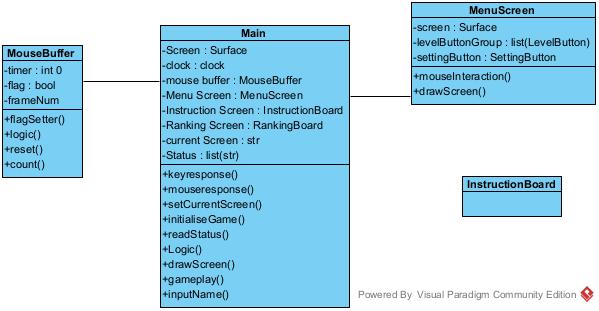 MouseBuffer
-timer : int 0
-flag : bool
-frameNum
+flagSetter()
+logic()
+reset()
+count()
Main
-Screen : Surface
-clock : clock
-mouse buffer : MouseBuffer
-Menu Screen : MenuScreen
-Instruction Screen : InstructionBoard
-Ranking Screen : RankingBoard
-current Screen : str
-Status : list(str)
+keyresponse()
+mouseresponse()
+setCurrentScreen()
+initialiseGame()
+readStatus()
+Logic()
+drawScreen()
+gameplay()
+inputName()
MenuScreen
-screen : Surface
-levelButtonGroup : list(LevelButton)
-settingButton : SettingButton
+mouseInteraction()
+drawScreen()
InstructionBoard
Powered By Visual Paradigm Community Edition